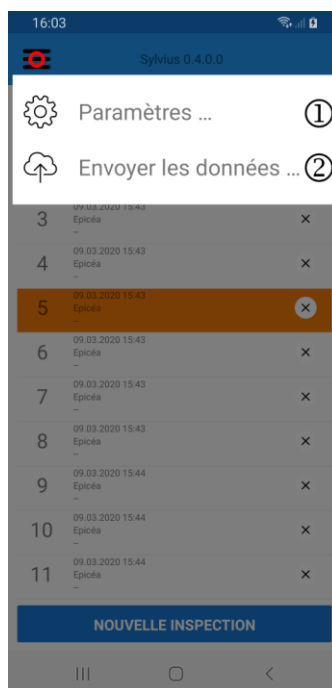 16:03
Sylvius 0.4.0.0
Paramètres ... ①
Envoyer les données ... ②
09.03.2020 15:43
3 Epicéa ×
–
09.03.2020 15:43
4 Epicéa ×
–
09.03.2020 15:43
5 Epicéa ×
–
09.03.2020 15:43
6 Epicéa ×
–
09.03.2020 15:43
7 Epicéa ×
–
09.03.2020 15:43
8 Epicéa ×
–
09.03.2020 15:44
9 Epicéa ×
–
09.03.2020 15:44
10 Epicéa ×
–
09.03.2020 15:44
11 Epicéa ×
–
NOUVELLE INSPECTION